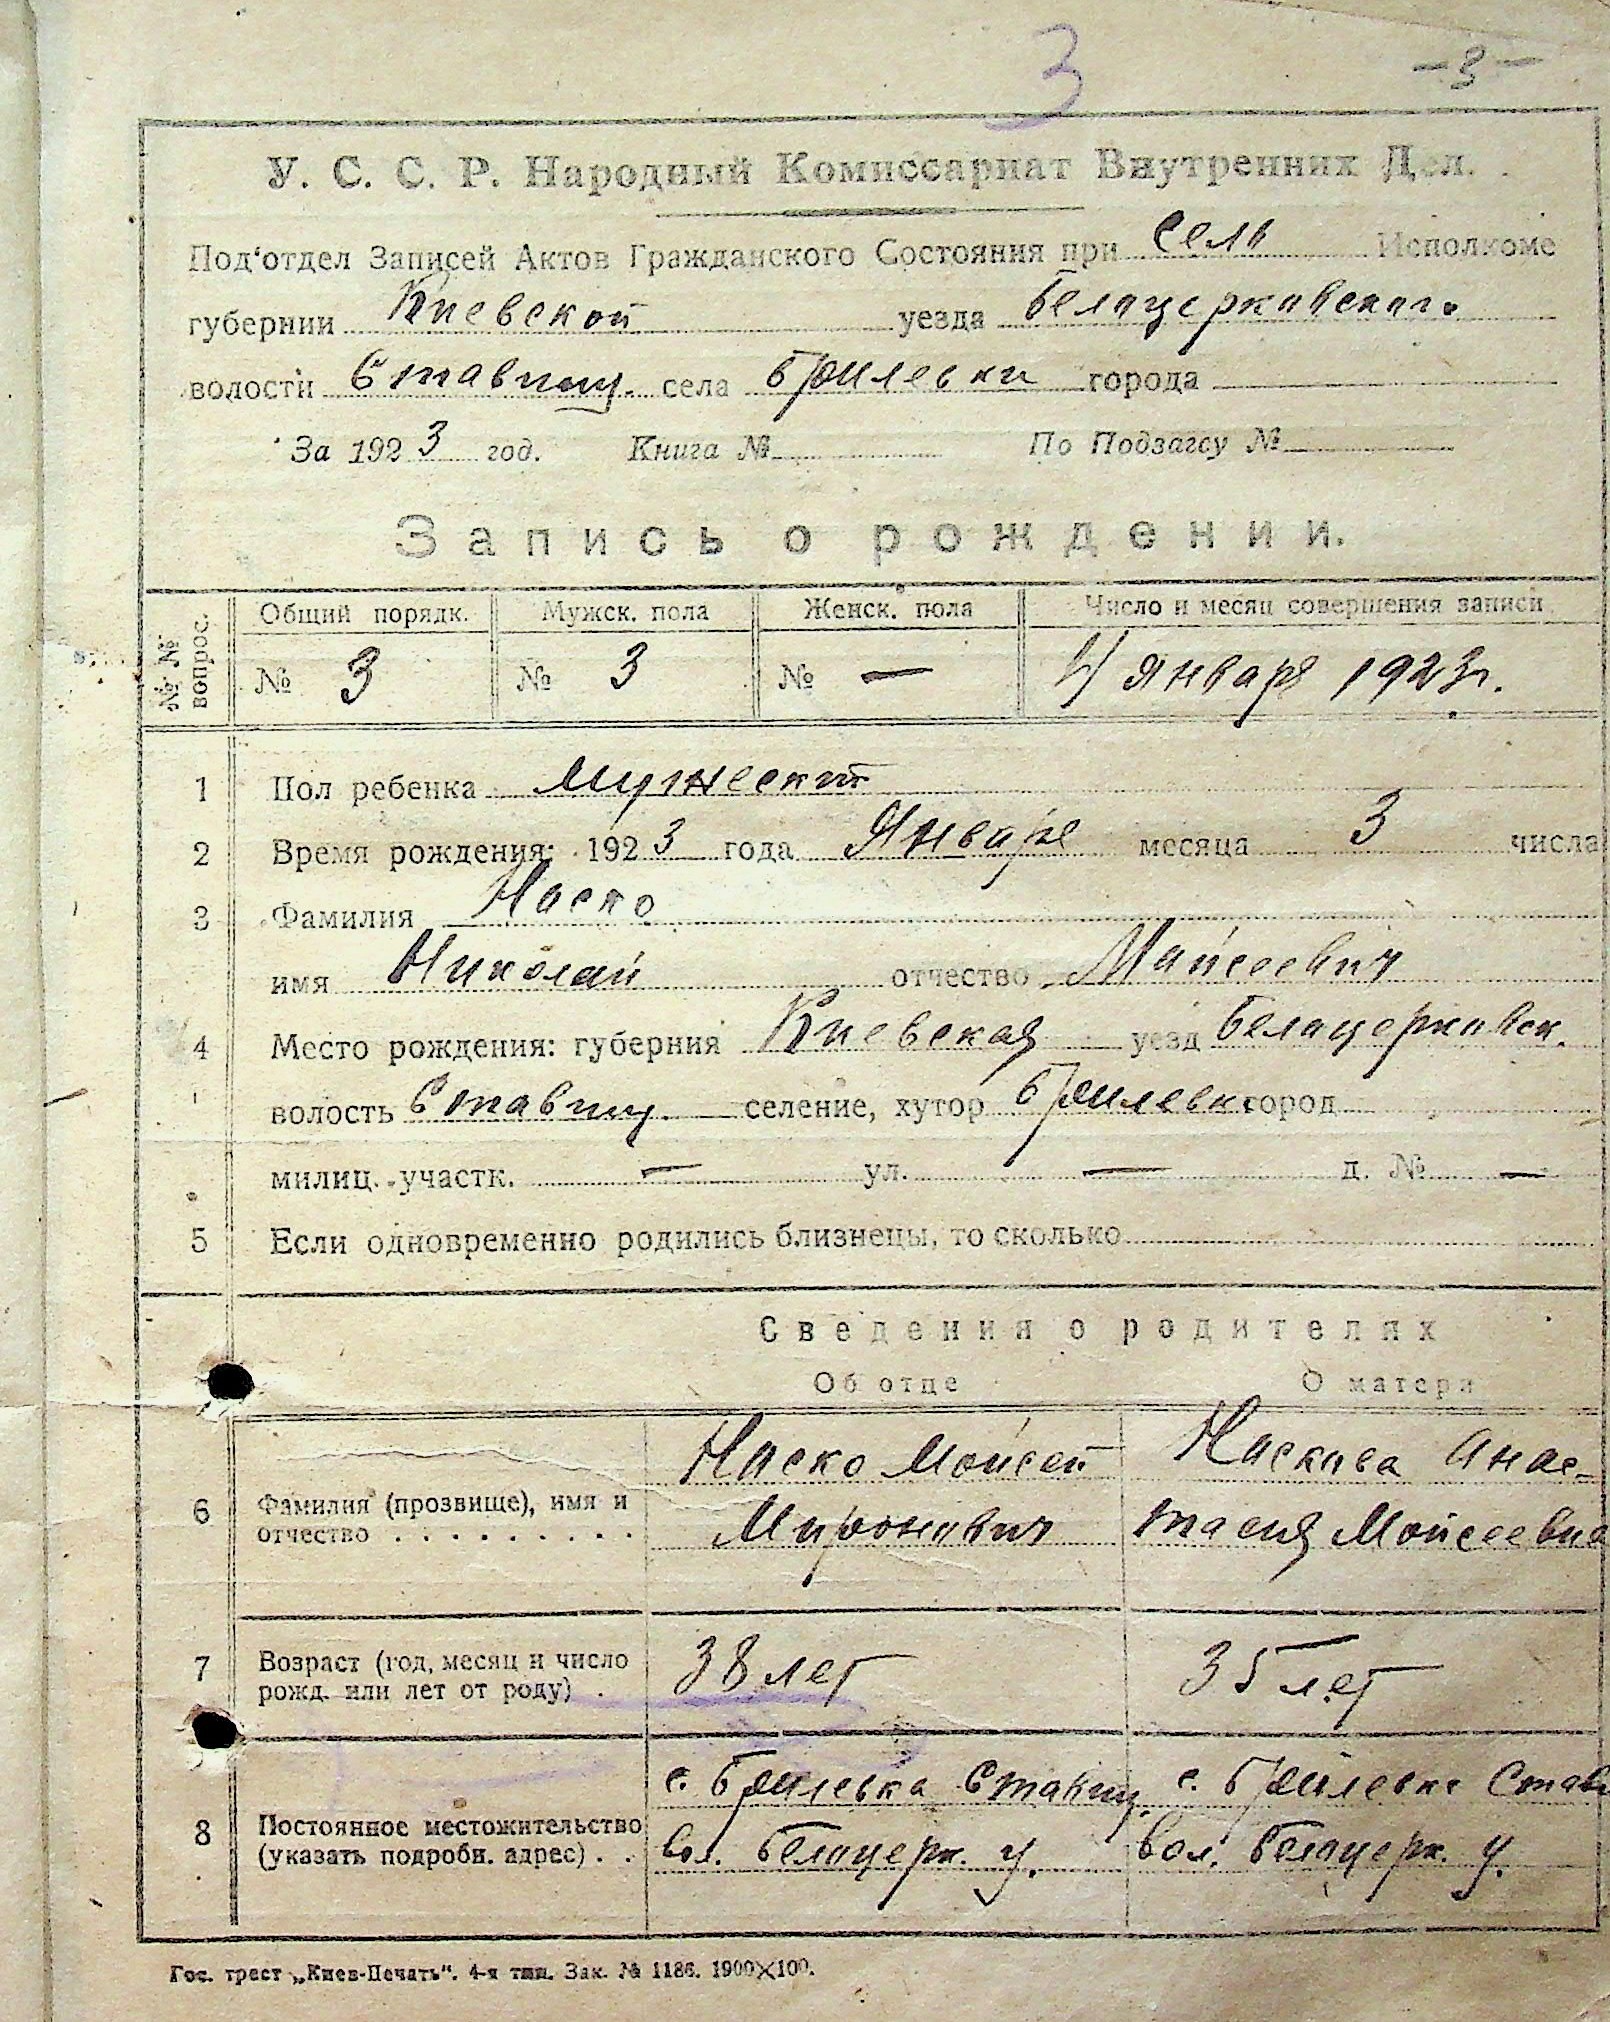 3
-3-
У. С. С. Р. Народный Комиссариат Внутренних Дел.
Под'отдел Записей Актов Гражданского Состояния при Сель Исполкоме
губернии Киевской уезда Белоцерковского
волости Ставищ. села Брилевки города
За 1923 год. Книга № По Подзагсу №
Запись о рождении.
№ № вопрос. Общий порядк. Мужск. пола Женск. пола Число и месяц совершения записи
№ 3 № 3 № — 4 Января 1923 г.
1 Пол ребенка Мужеский
2 Время рождения: 1923 года Января месяца 3 числа
3 Фамилия Наско
имя Николай отчество Мойсеевич
4 Место рождения: губерния Киевская уезд Белоцерковск.
волость Ставищ. селение, хутор Брилевка город
милиц. участк. — ул. — д. № —
5 Если одновременно родились близнецы, то сколько
Сведения о родителях
Об отце О матери
Наско Мойсей Наскова Анас-
6 Фамилия (прозвище), имя и
отчество Миронович тасия Мойсеевна
7 Возраст (год, месяц и число
рожд. или лет от роду) . 38 лет 35 лет
с. Брилевка Ставищ. с. Брилевка Став
8 Постоянное местожительство
(указать подробн. адрес) . . вол. Белоцерк. у. вол. Белоцерк. у.
Гос. трест „Киев-Печать". 4-я тип. Зак. № 1186. 1900×100.